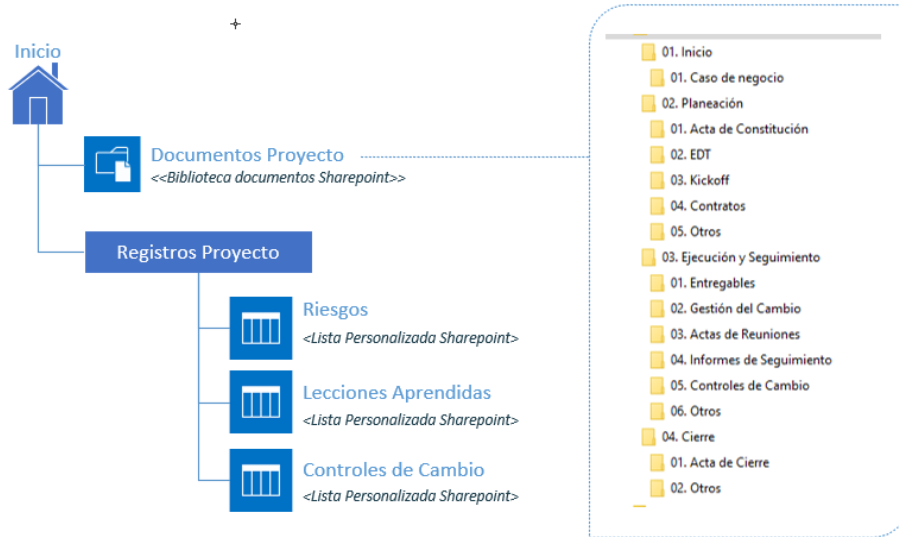 Inicio
Documentos Proyecto
<<Biblioteca documentos Sharepoint>>
Registros Proyecto
Riesgos
<Lista Personalizada Sharepoint>
Lecciones Aprendidas
<Lista Personalizada Sharepoint>
Controles de Cambio
<Lista Personalizada Sharepoint>
01. Inicio
01. Caso de negocio
02. Planeación
01. Acta de Constitución
02. EDT
03. Kickoff
04. Contratos
05. Otros
03. Ejecución y Seguimiento
01. Entregables
02. Gestión del Cambio
03. Actas de Reuniones
04. Informes de Seguimiento
05. Controles de Cambio
06. Otros
04. Cierre
01. Acta de Cierre
02. Otros